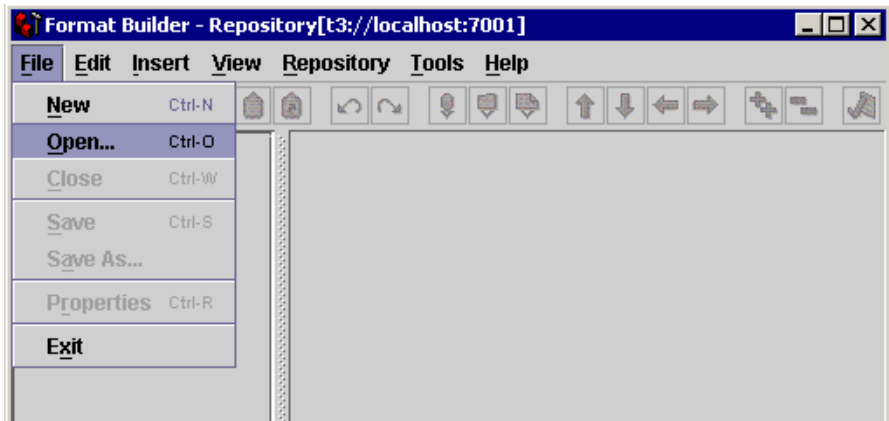 Format Builder - Repository[t3://localhost:7001]
File Edit Insert View Repository Tools Help
New Ctrl-N
Open... Ctrl-O
Close Ctrl-W
Save Ctrl-S
Save As...
Properties Ctrl-R
Exit